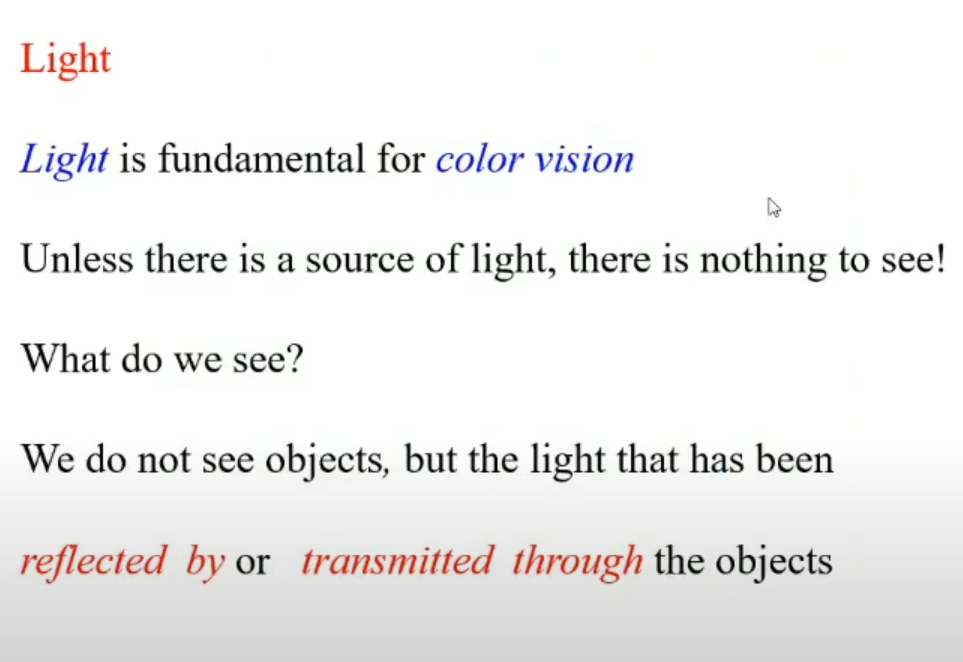 Light
Light is fundamental for color vision
Unless there is a source of light, there is nothing to see!
What do we see?
We do not see objects, but the light that has been
reflected by or transmitted through the objects